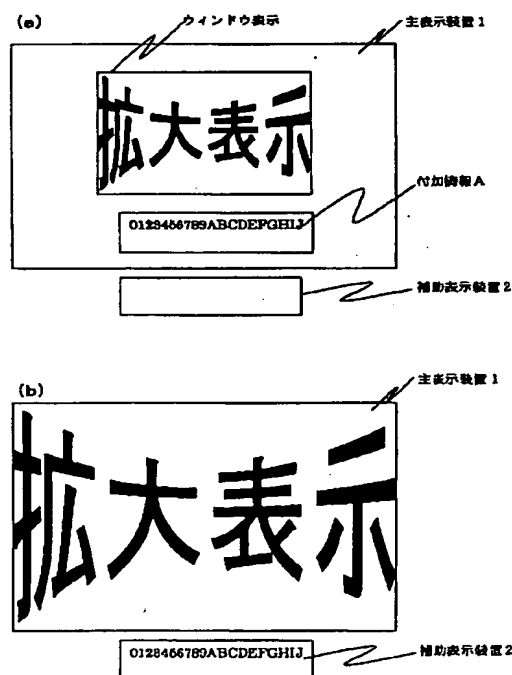 (a)
ウィンドウ表示
主表示装置1
拡大表示
付加情報A
0123456789ABCDEFGHIJ
補助表示装置2
(b)
主表示装置1
拡大表示
0123456789ABCDEFGHIJ
補助表示装置2